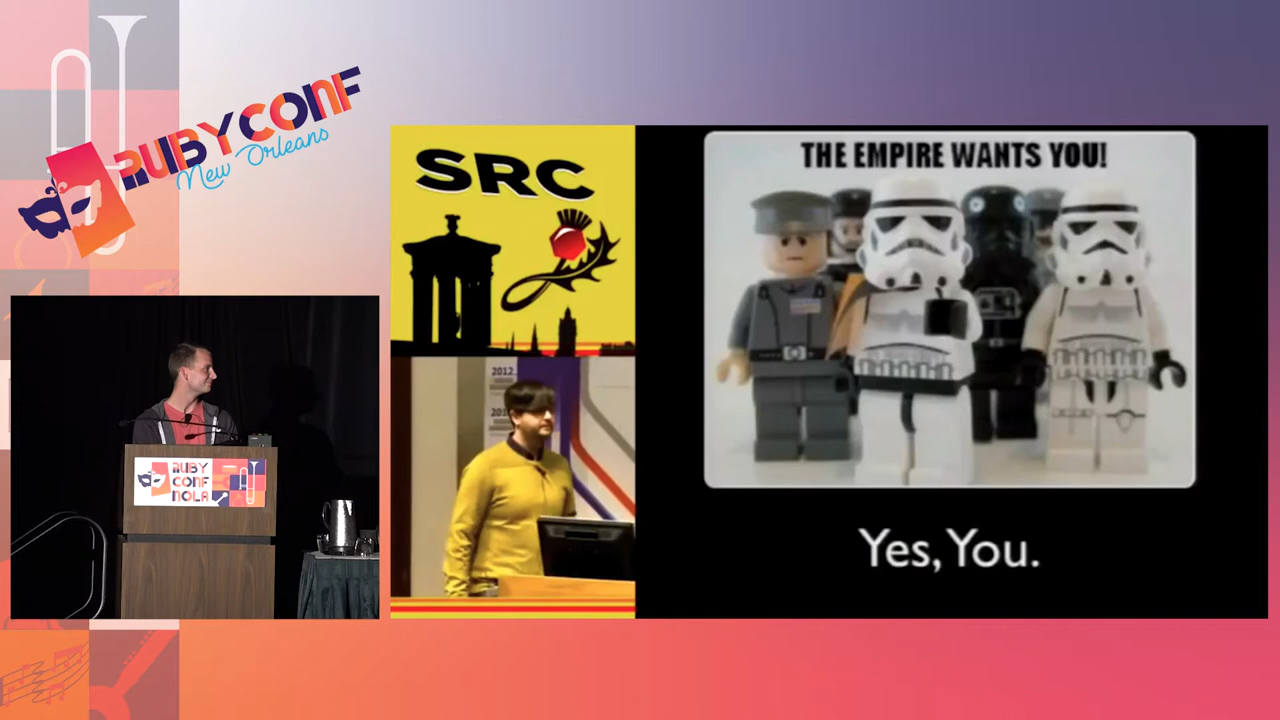 RUBYCONF
New Orleans
RUBY
CONF
NOLA
SRC
2012
THE EMPIRE WANTS YOU!
Yes, You.